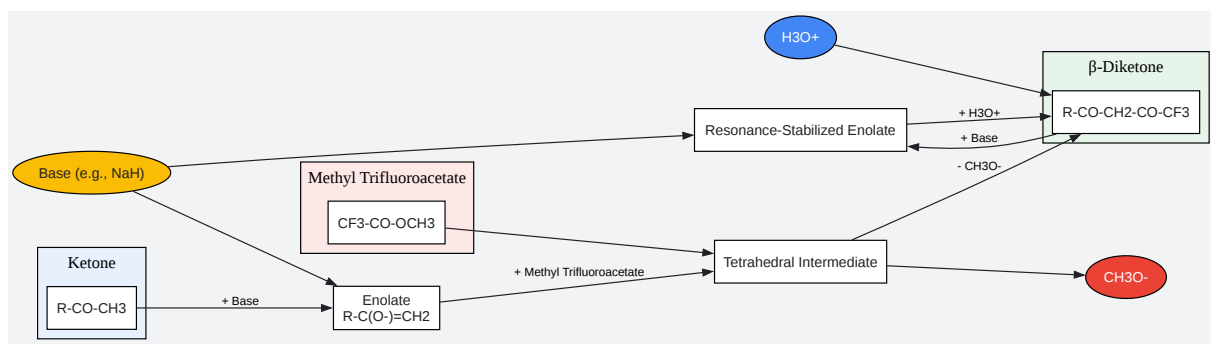 H3O+
β-Diketone
R-CO-CH2-CO-CF3
+ H3O+
Resonance-Stabilized Enolate
+ Base
- CH3O-
Base (e.g., NaH)
Methyl Trifluoroacetate
CF3-CO-OCH3
Tetrahedral Intermediate
+ Methyl Trifluoroacetate
CH3O-
Ketone
R-CO-CH3
+ Base
Enolate
R-C(O-)=CH2